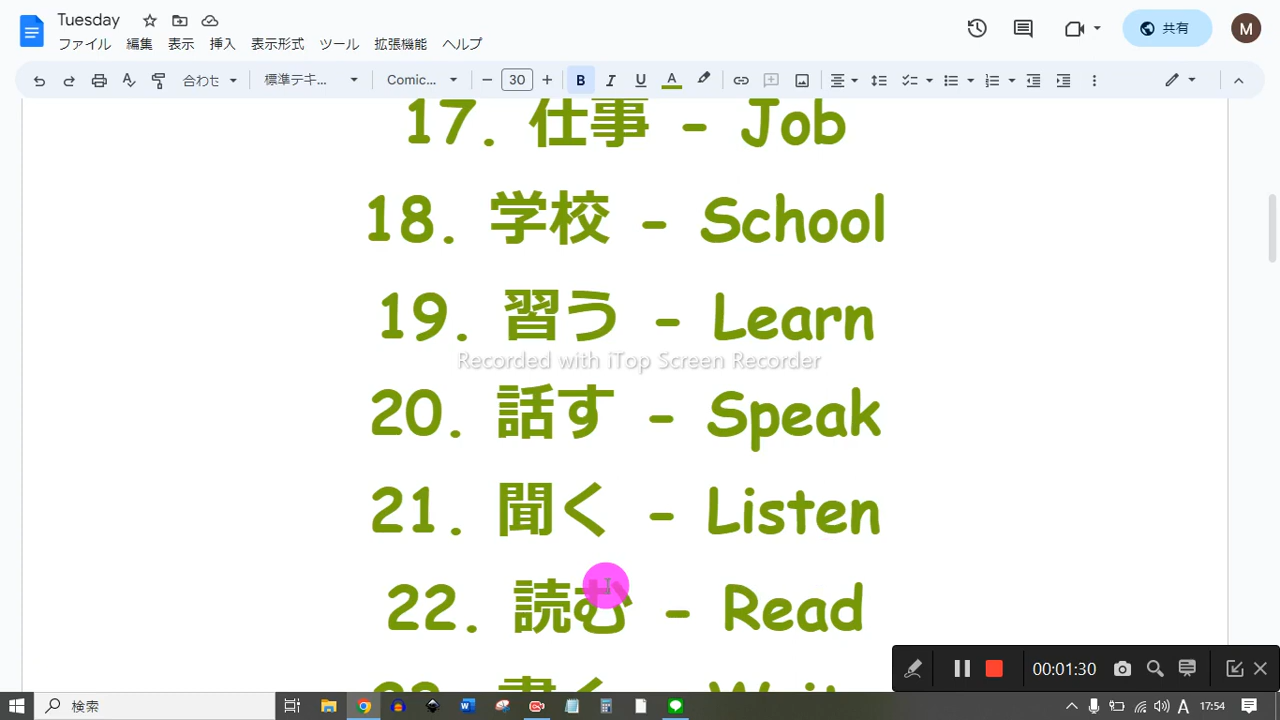 Tuesday
ファイル 編集 表示 挿入 表示形式 ツール 拡張機能 ヘルプ
共有
M
合わせ 標準テキ... Comic... 30 B I U A
17. 仕事 - Job
18. 学校 - School
19. 習う - Learn
Recorded with iTop Screen Recorder
20. 話す - Speak
21. 聞く - Listen
22. 読む - Read
00:01:30
検索
A 17:54